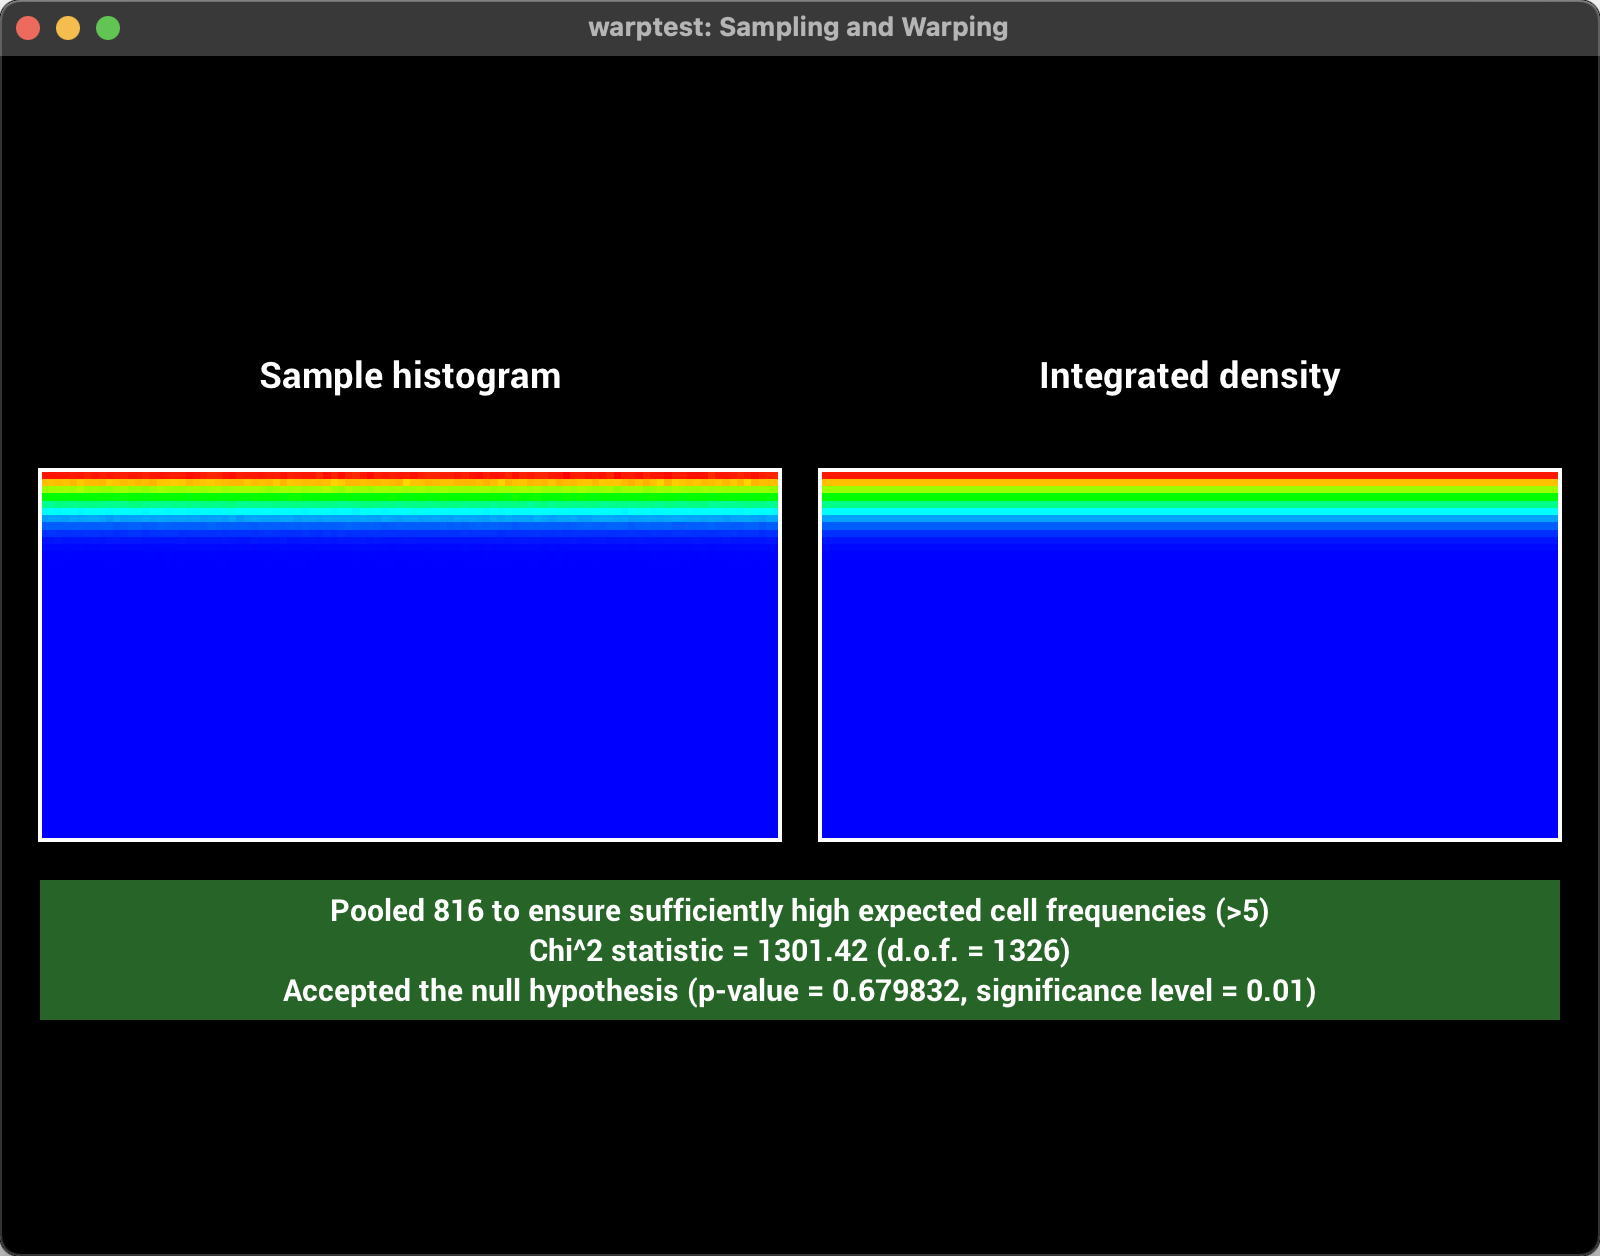 warptest: Sampling and Warping
Sample histogram
Integrated density
Pooled 816 to ensure sufficiently high expected cell frequencies (>5)
Chi^2 statistic = 1301.42 (d.o.f. = 1326)
Accepted the null hypothesis (p-value = 0.679832, significance level = 0.01)